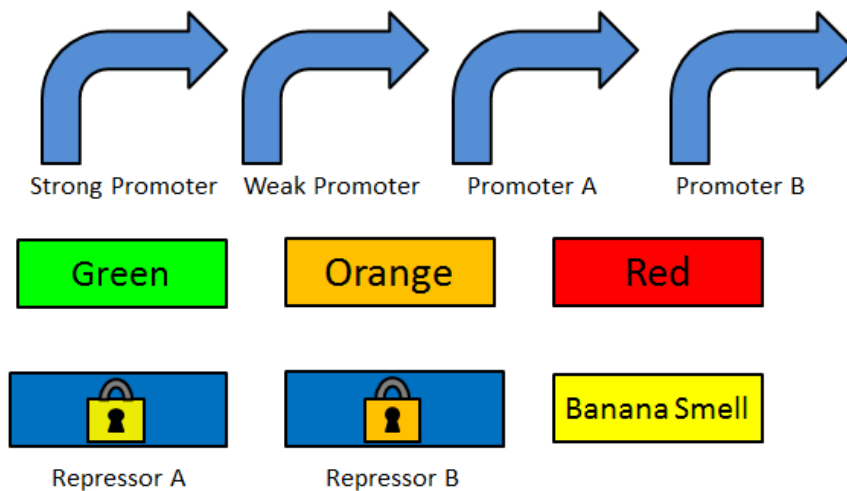 Strong Promoter Weak Promoter Promoter A Promoter B
Green Orange Red
Banana Smell
Repressor A Repressor B